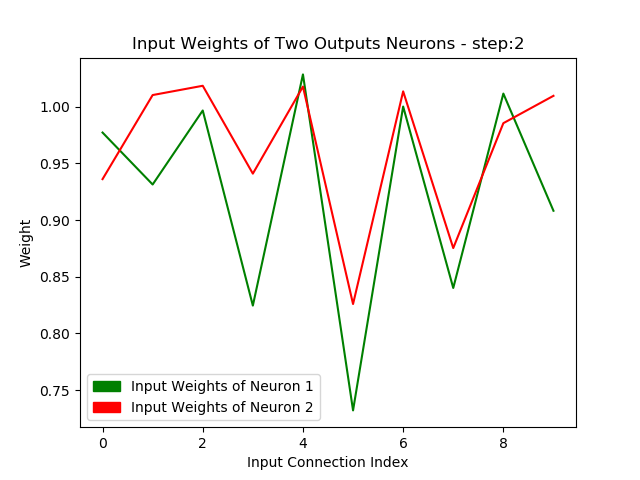 Input Weights of Two Outputs Neurons - step:2
Weight
1.00
0.95
0.90
0.85
0.80
0.75
Input Weights of Neuron 1
Input Weights of Neuron 2
0 2 4 6 8
Input Connection Index